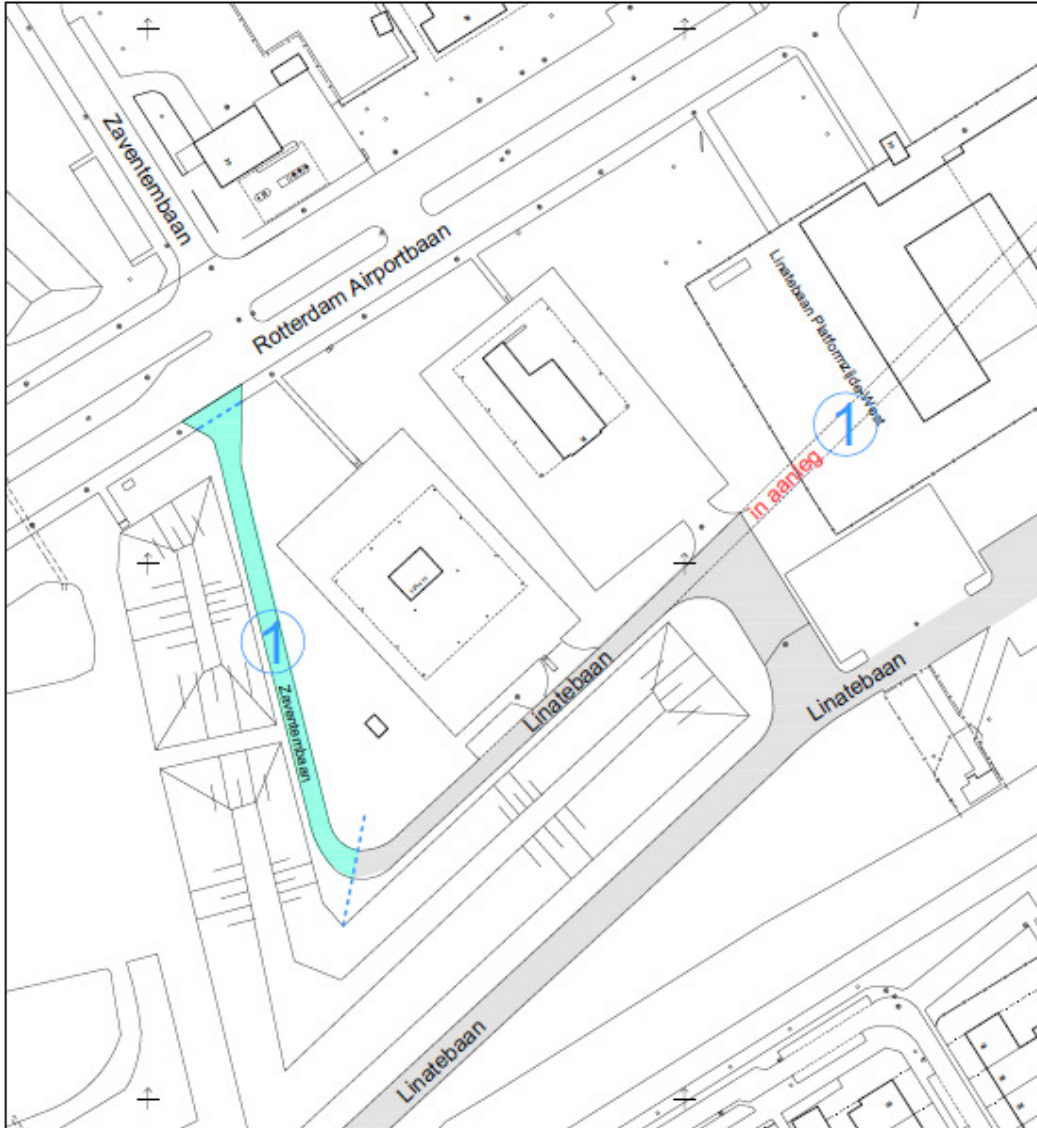 Zaventembaan
Rotterdam Airportbaan
Linatebaan Platformzijde-West
1
in aanleg
1
Zaventembaan
Linatebaan
Linatebaan
Linatebaan